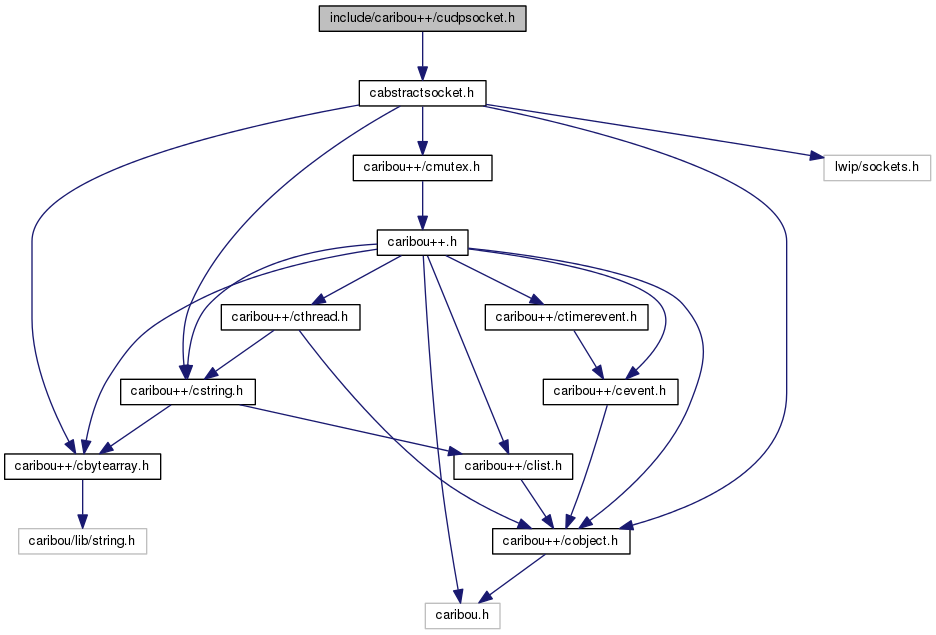 include/caribou++/cudpsocket.h
cabstractsocket.h
caribou++/cmutex.h
lwip/sockets.h
caribou++.h
caribou++/cthread.h
caribou++/ctimerevent.h
caribou++/cstring.h
caribou++/cevent.h
caribou++/cbytearray.h
caribou++/clist.h
caribou/lib/string.h
caribou++/cobject.h
caribou.h